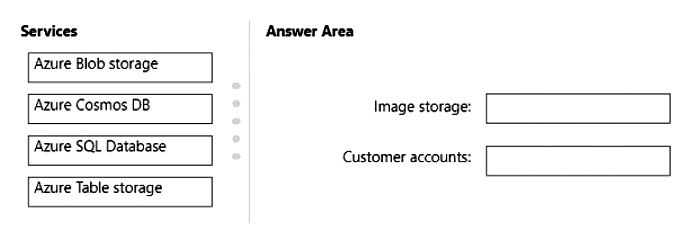 Services
Answer Area
Azure Blob storage
Azure Cosmos DB
Azure SQL Database
Azure Table storage
Image storage:
Customer accounts: